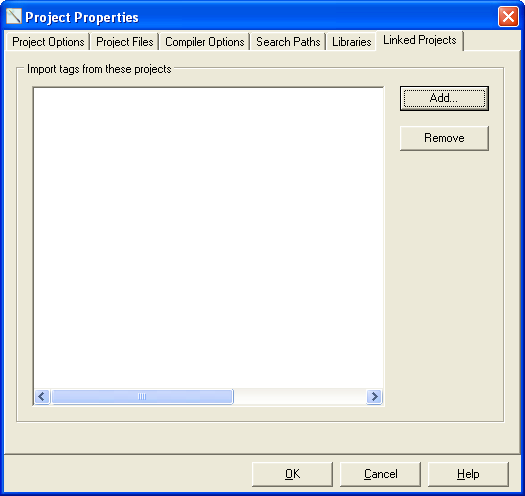 Project Properties
Project Options Project Files Compiler Options Search Paths Libraries Linked Projects
Import tags from these projects
Add...
Remove
OK Cancel Help